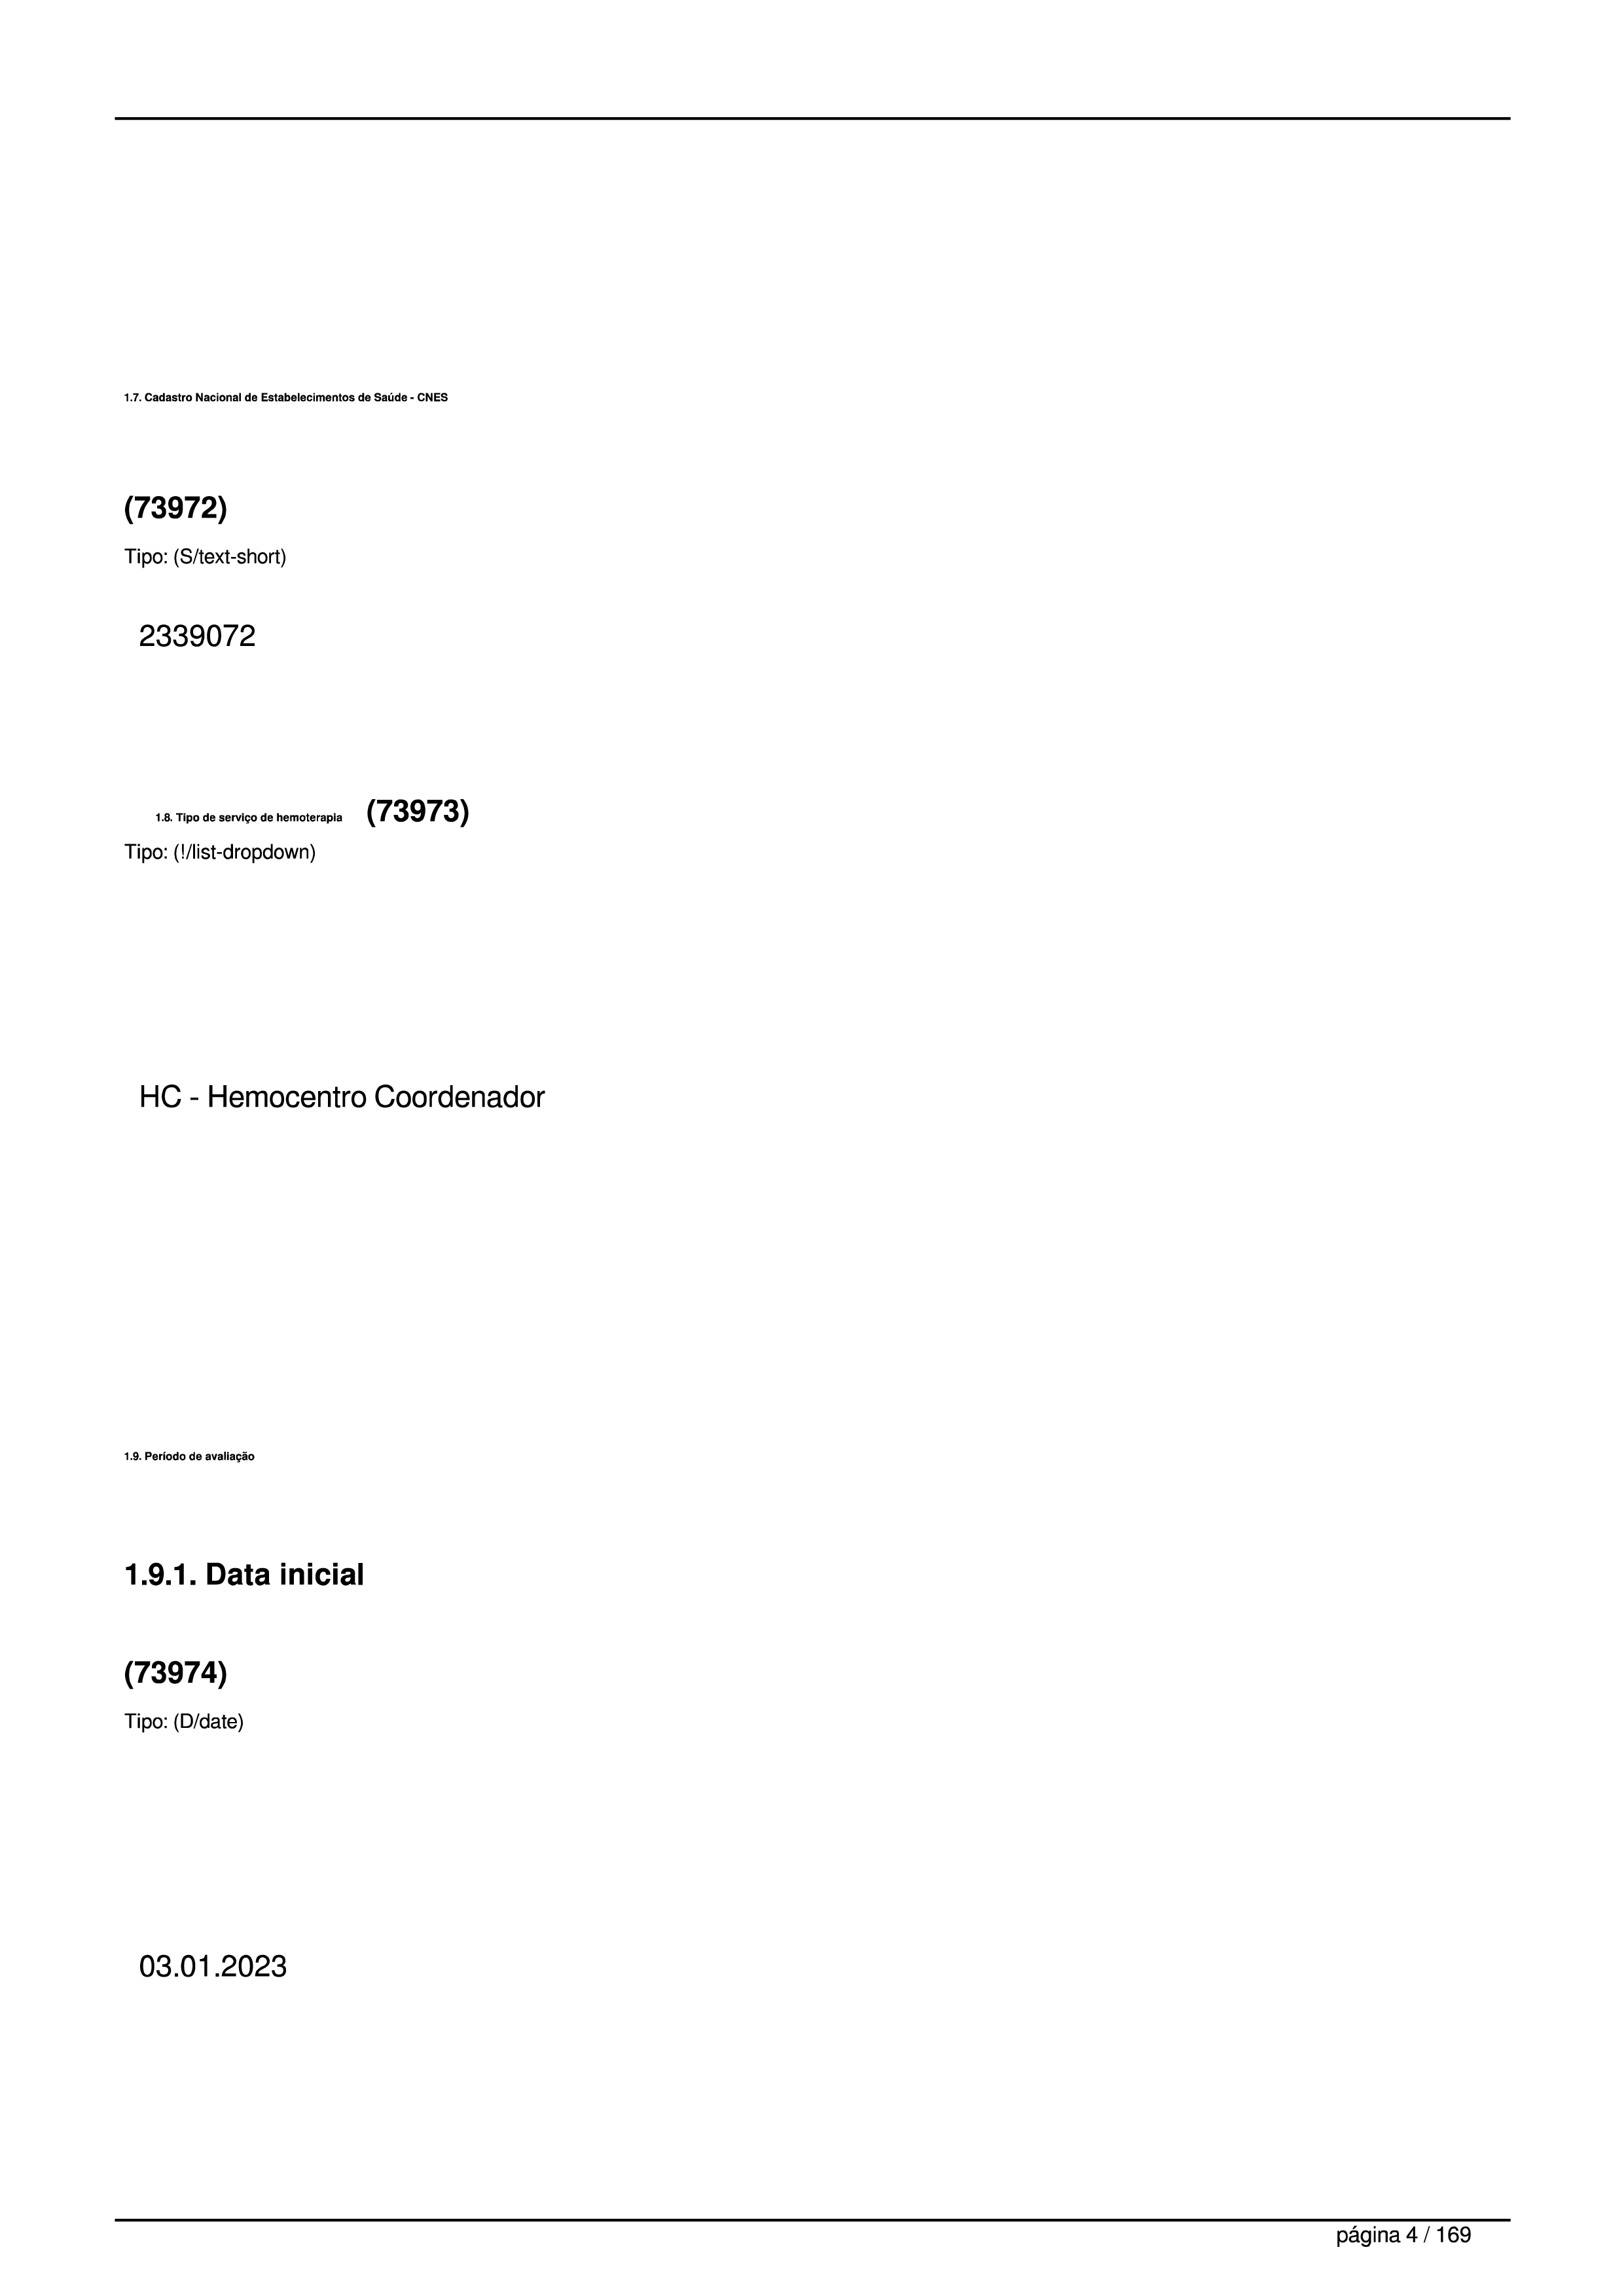 1.7. Cadastro Nacional de Estabelecimentos de Saúde - CNES
(73972)
Tipo: (S/text-short)
2339072
1.8. Tipo de serviço de hemoterapia (73973)
Tipo: (!/list-dropdown)
HC - Hemocentro Coordenador
1.9. Período de avaliação
1.9.1. Data inicial
(73974)
Tipo: (D/date)
03.01.2023
página 4 / 169